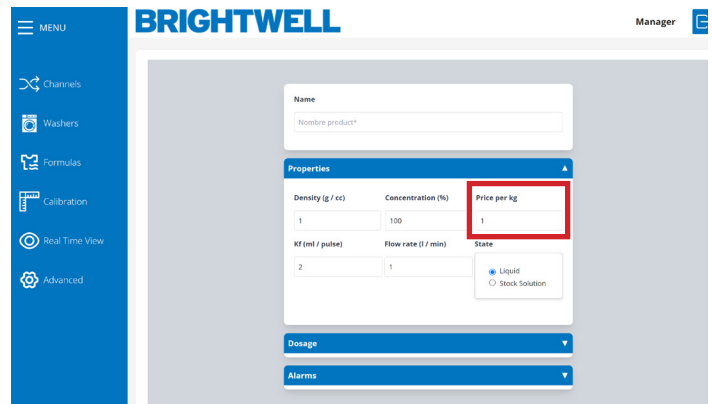 MENU
BRIGHTWELL
Manager
Channels
Washers
Formulas
Calibration
Real Time View
Advanced
Name
Nombre product*
Properties
Density (g / cc) Concentration (%) Price per kg
1 100 1
Kf (ml / pulse) Flow rate (l / min) State
2 1
Liquid
Stock Solution
Dosage
Alarms